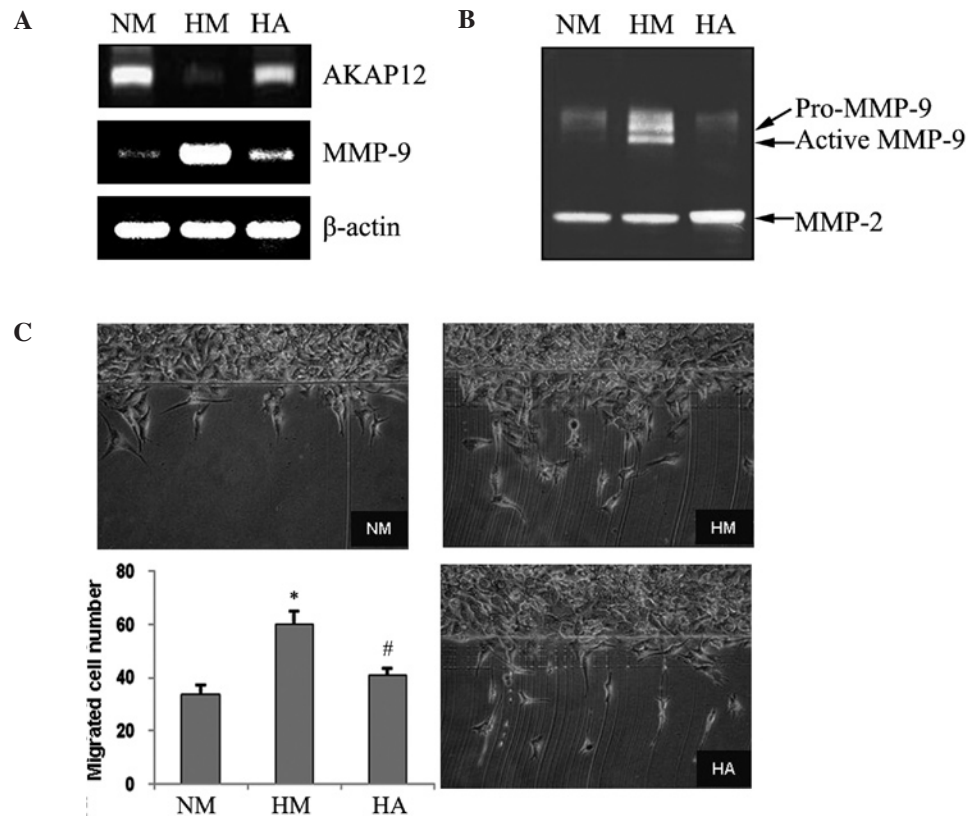 A
NM HM HA
AKAP12
MMP-9
β-actin
B
NM HM HA
Pro-MMP-9
Active MMP-9
MMP-2
C
NM
HM
80
60
40
20
0
Migrated cell number
*
#
NM HM HA
HA